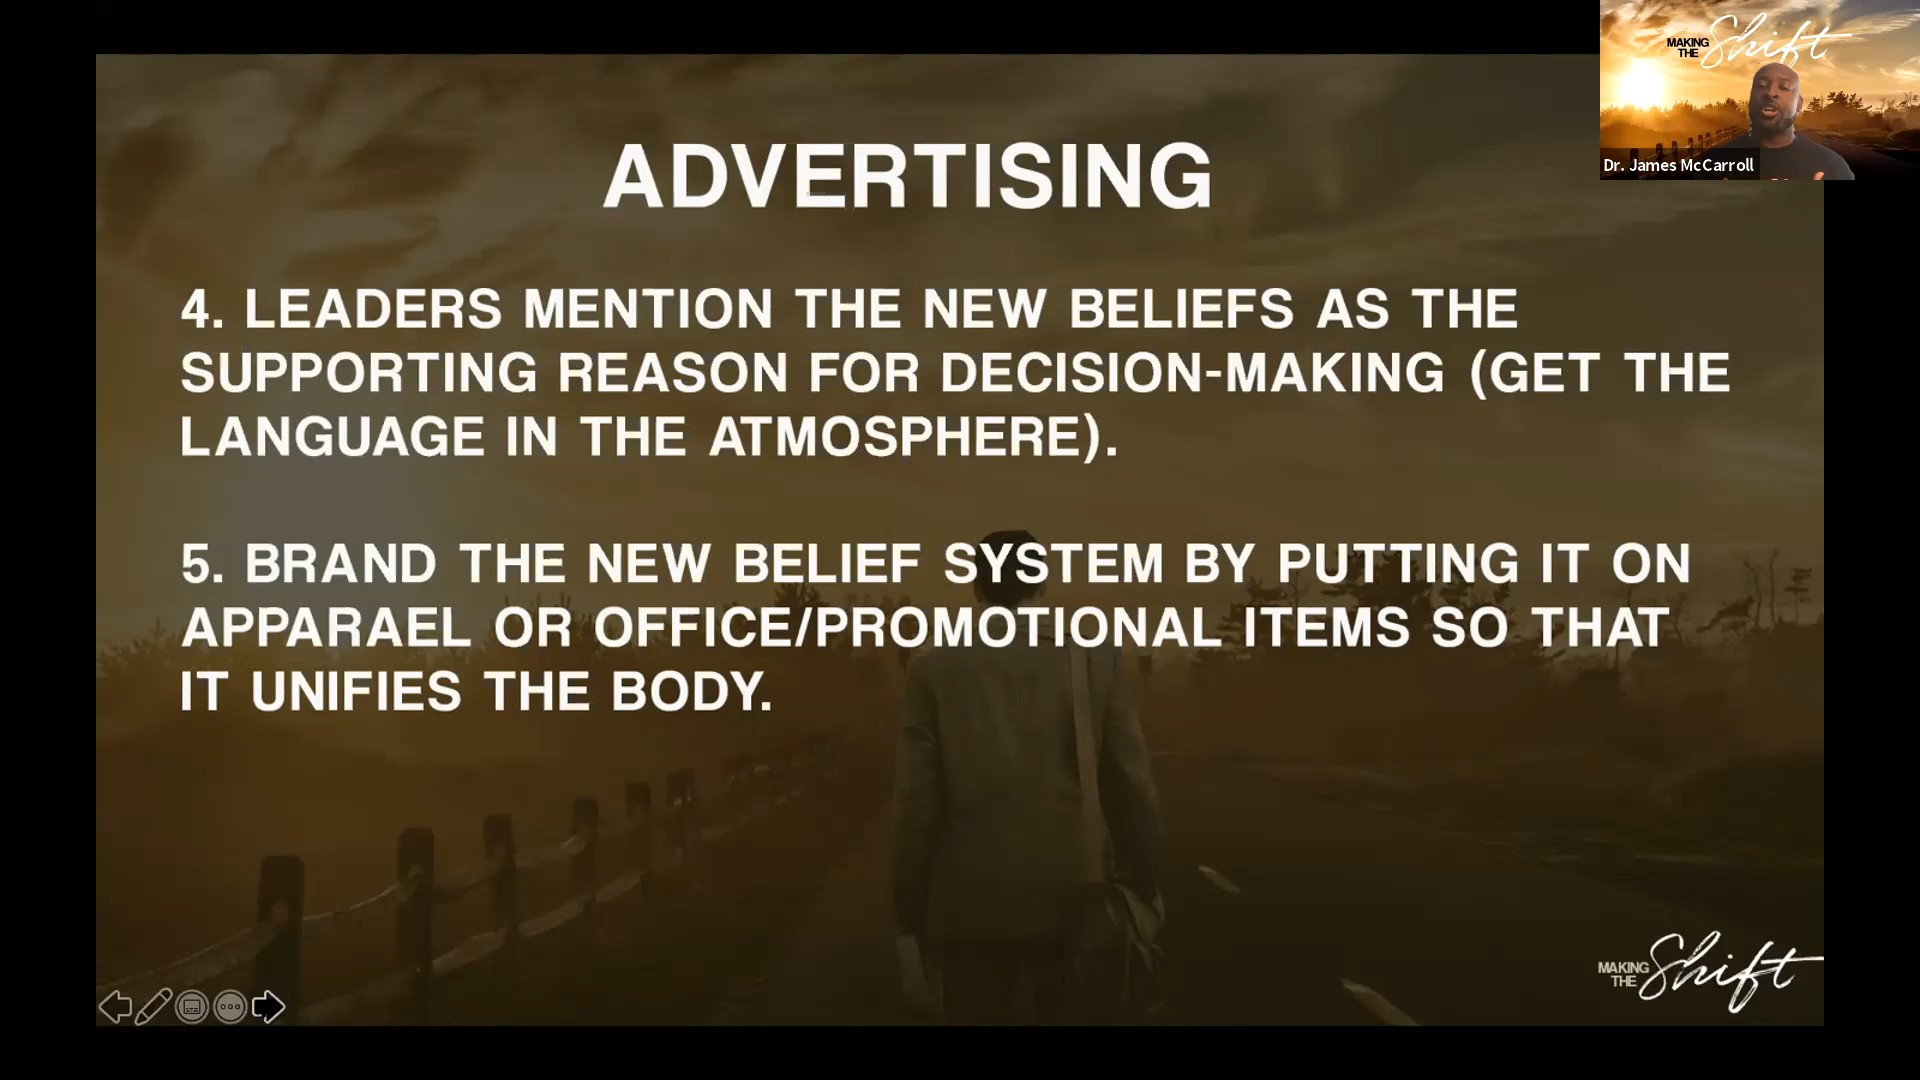 MAKING
THE Shift
Dr. James McCarroll
ADVERTISING
4. LEADERS MENTION THE NEW BELIEFS AS THE
SUPPORTING REASON FOR DECISION-MAKING (GET THE
LANGUAGE IN THE ATMOSPHERE).
5. BRAND THE NEW BELIEF SYSTEM BY PUTTING IT ON
APPARAEL OR OFFICE/PROMOTIONAL ITEMS SO THAT
IT UNIFIES THE BODY.
MAKING
THE Shift